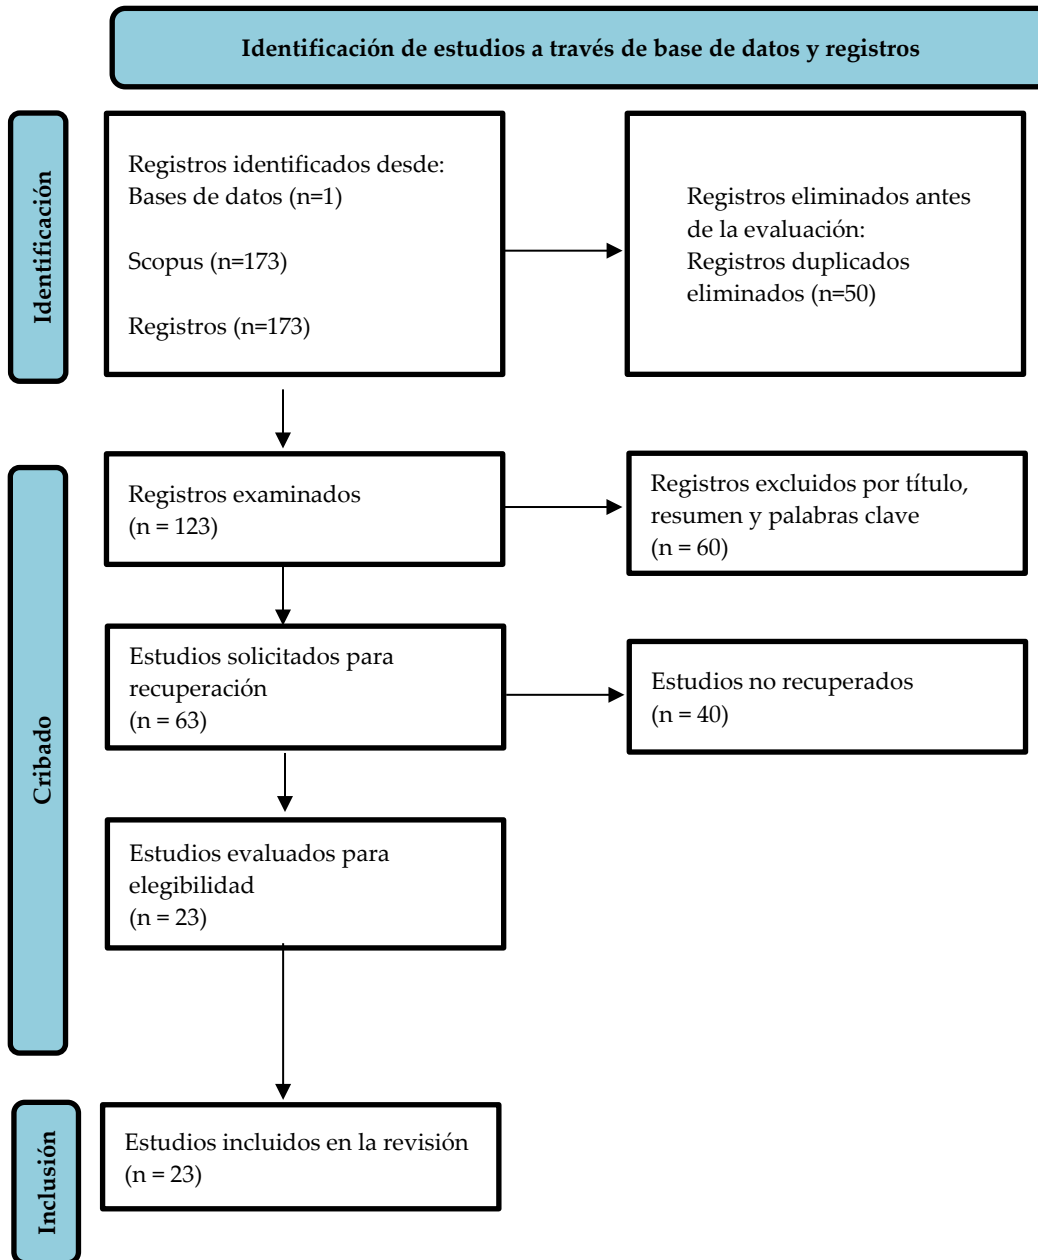 Identificación de estudios a través de base de datos y registros
Identificación
Registros identificados desde:
Bases de datos (n=1)
Scopus (n=173)
Registros (n=173)
Registros eliminados antes
de la evaluación:
Registros duplicados
eliminados (n=50)
Cribado
Registros examinados
(n = 123)
Registros excluidos por título,
resumen y palabras clave
(n = 60)
Estudios solicitados para
recuperación
(n = 63)
Estudios no recuperados
(n = 40)
Estudios evaluados para
elegibilidad
(n = 23)
Inclusión
Estudios incluidos en la revisión
(n = 23)